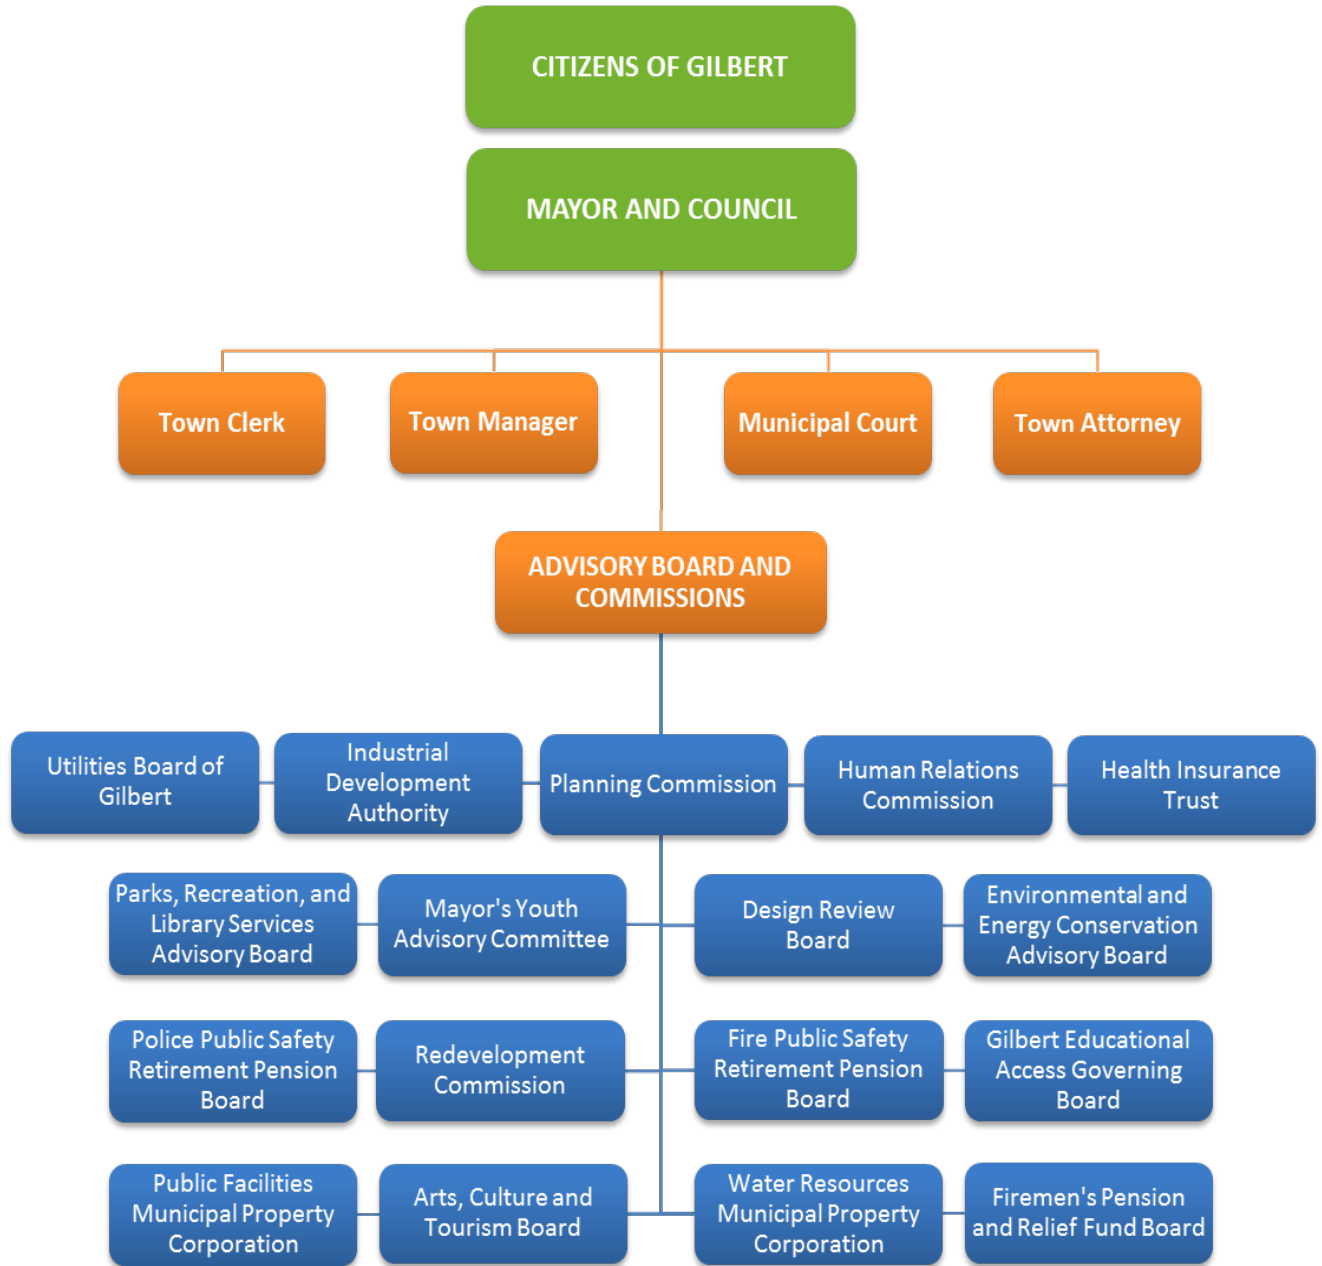 CITIZENS OF GILBERT
MAYOR AND COUNCIL
Town Clerk
Town Manager
Municipal Court
Town Attorney
ADVISORY BOARD AND
COMMISSIONS
Utilities Board of
Gilbert
Industrial
Development
Authority
Planning Commission
Human Relations
Commission
Health Insurance
Trust
Parks, Recreation, and
Library Services
Advisory Board
Mayor's Youth
Advisory Committee
Design Review
Board
Environmental and
Energy Conservation
Advisory Board
Police Public Safety
Retirement Pension
Board
Redevelopment
Commission
Fire Public Safety
Retirement Pension
Board
Gilbert Educational
Access Governing
Board
Public Facilities
Municipal Property
Corporation
Arts, Culture and
Tourism Board
Water Resources
Municipal Property
Corporation
Firemen's Pension
and Relief Fund Board